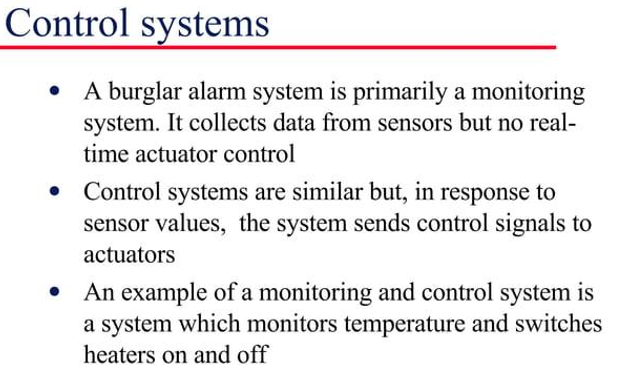 Control systems
• A burglar alarm system is primarily a monitoring
system. It collects data from sensors but no real-
time actuator control
• Control systems are similar but, in response to
sensor values,  the system sends control signals to
actuators
• An example of a monitoring and control system is
a system which monitors temperature and switches
heaters on and off